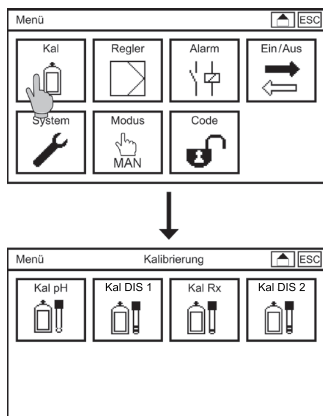 Menü ESC
Kal Regler Alarm Ein/Aus
System Modus Code
MAN
Menü Kalibrierung ESC
Kal pH Kal DIS 1 Kal Rx Kal DIS 2